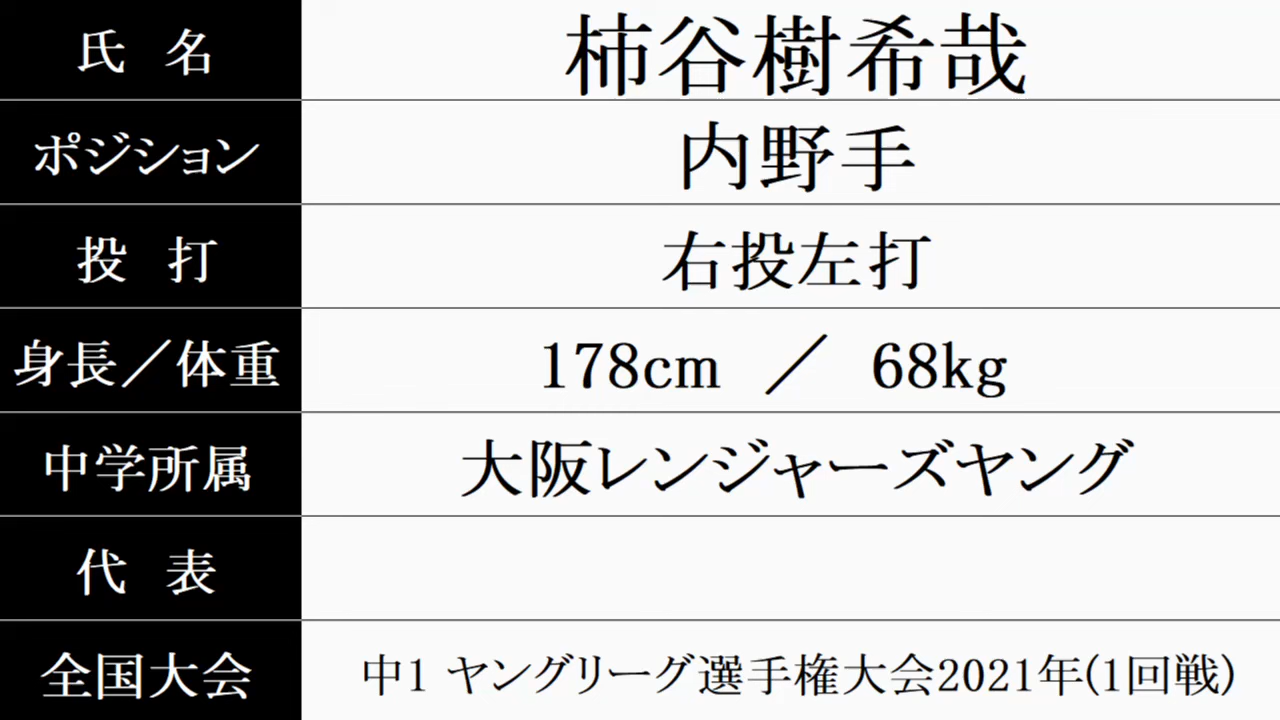 氏 名 柿谷樹希哉
ポジション 内野手
投 打 右投左打
身長／体重 178cm ／ 68kg
中学所属 大阪レンジャーズヤング
代 表
全国大会 中1 ヤングリーグ選手権大会2021年(1回戦)